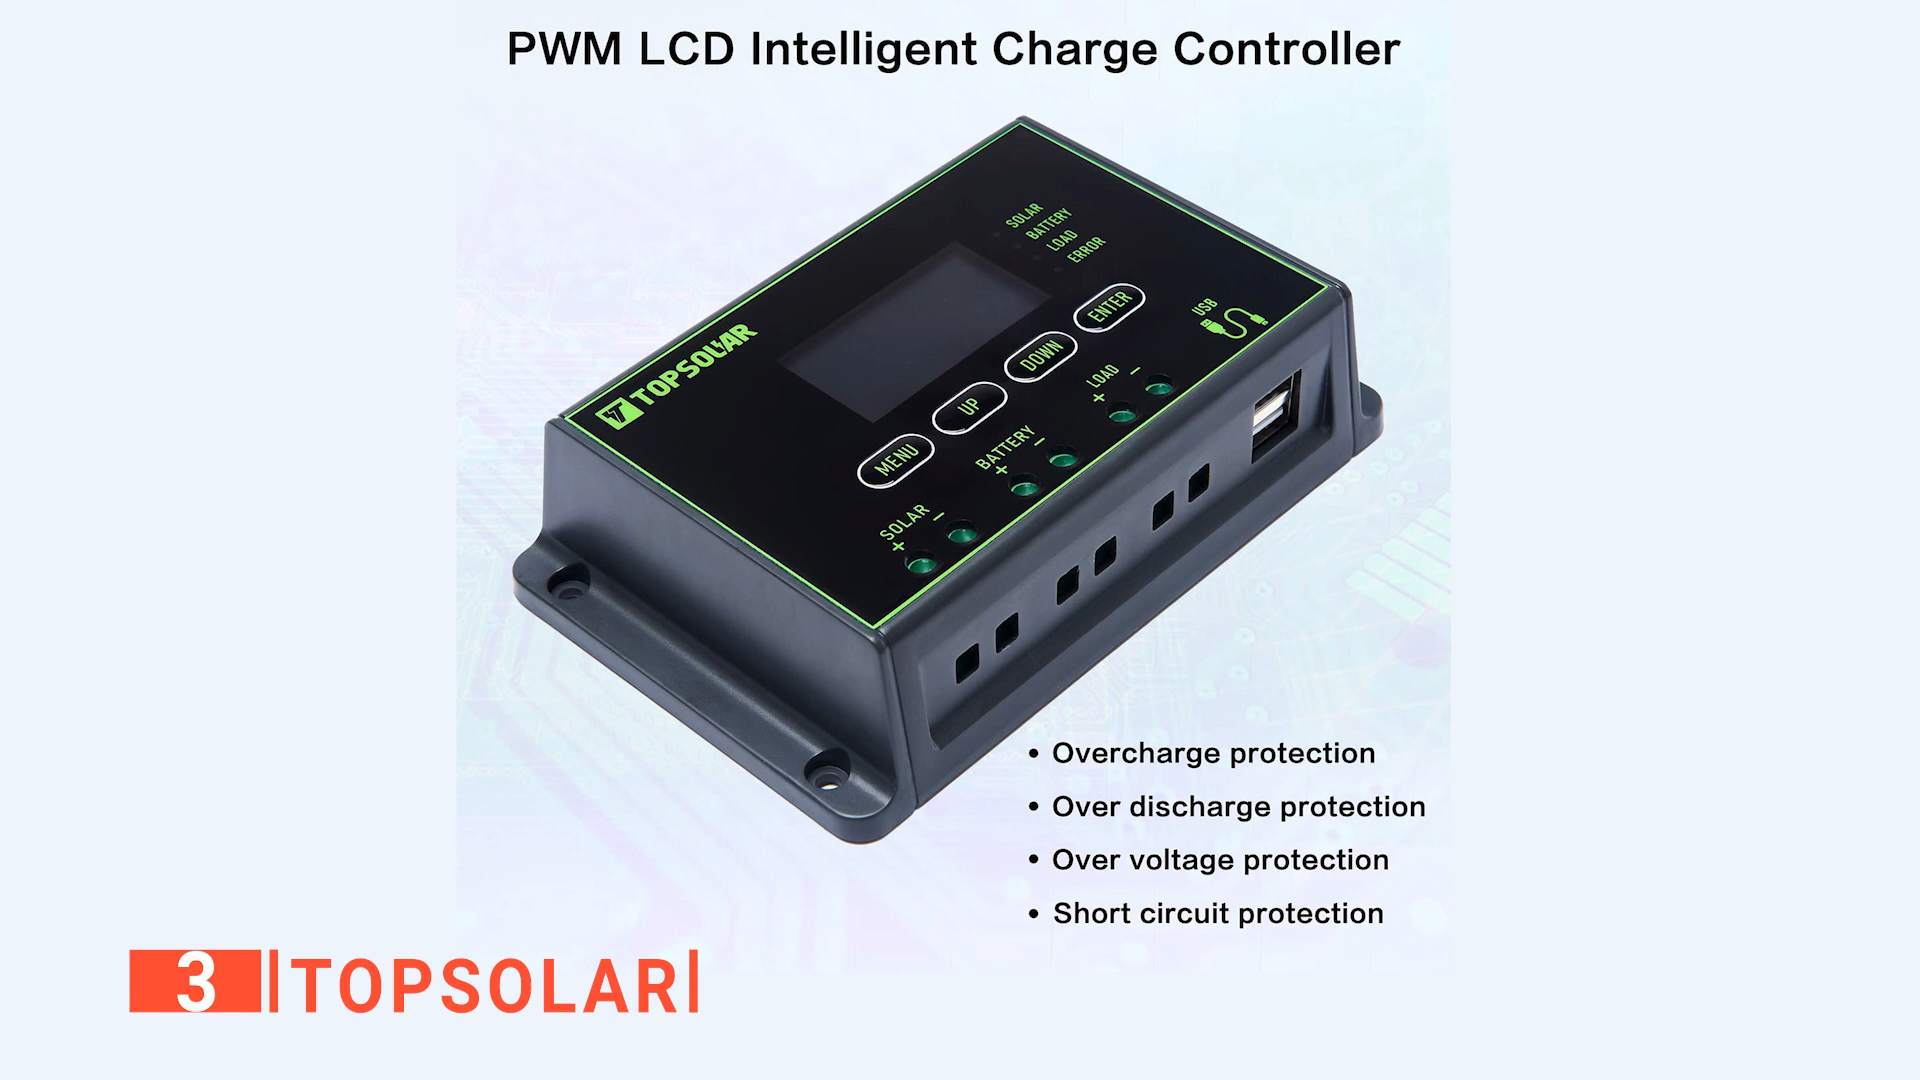 PWM LCD Intelligent Charge Controller
SOLAR
BATTERY
LOAD
ERROR
TOPSOLAR
ENTER
DOWN
UP
MENU
USB
LOAD
+ -
BATTERY
+ -
SOLAR
+ -
• Overcharge protection
• Over discharge protection
• Over voltage protection
• Short circuit protection
3 TOPSOLAR